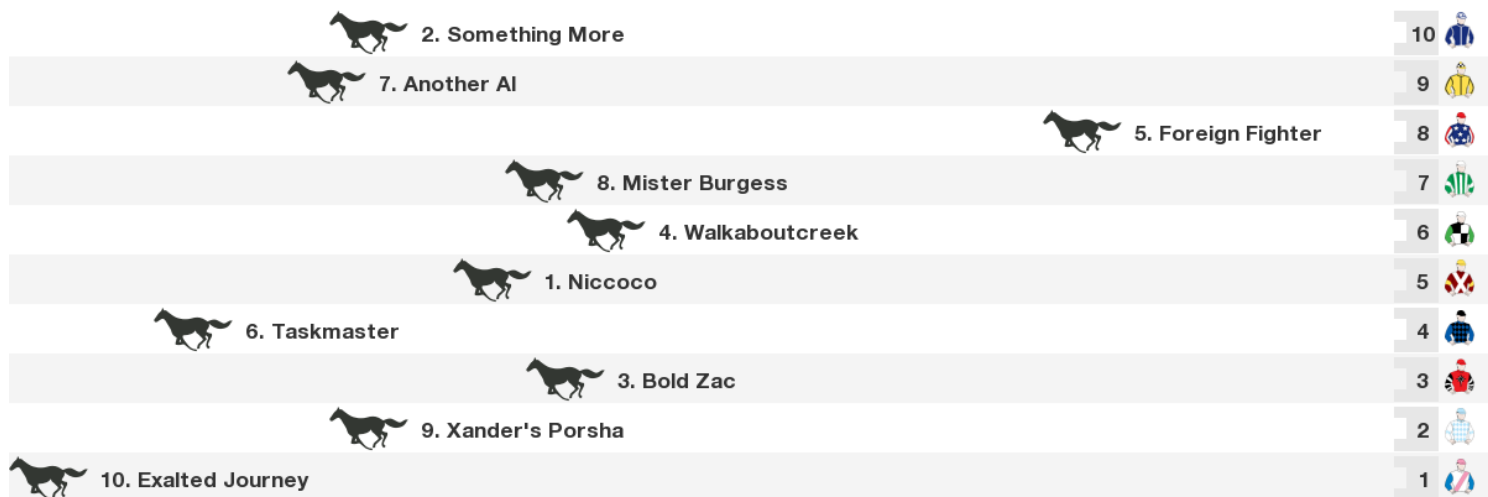 2. Something More 10
7. Another Al 9
5. Foreign Fighter 8
8. Mister Burgess 7
4. Walkaboutcreek 6
1. Niccoco 5
6. Taskmaster 4
3. Bold Zac 3
9. Xander's Porsha 2
10. Exalted Journey 1